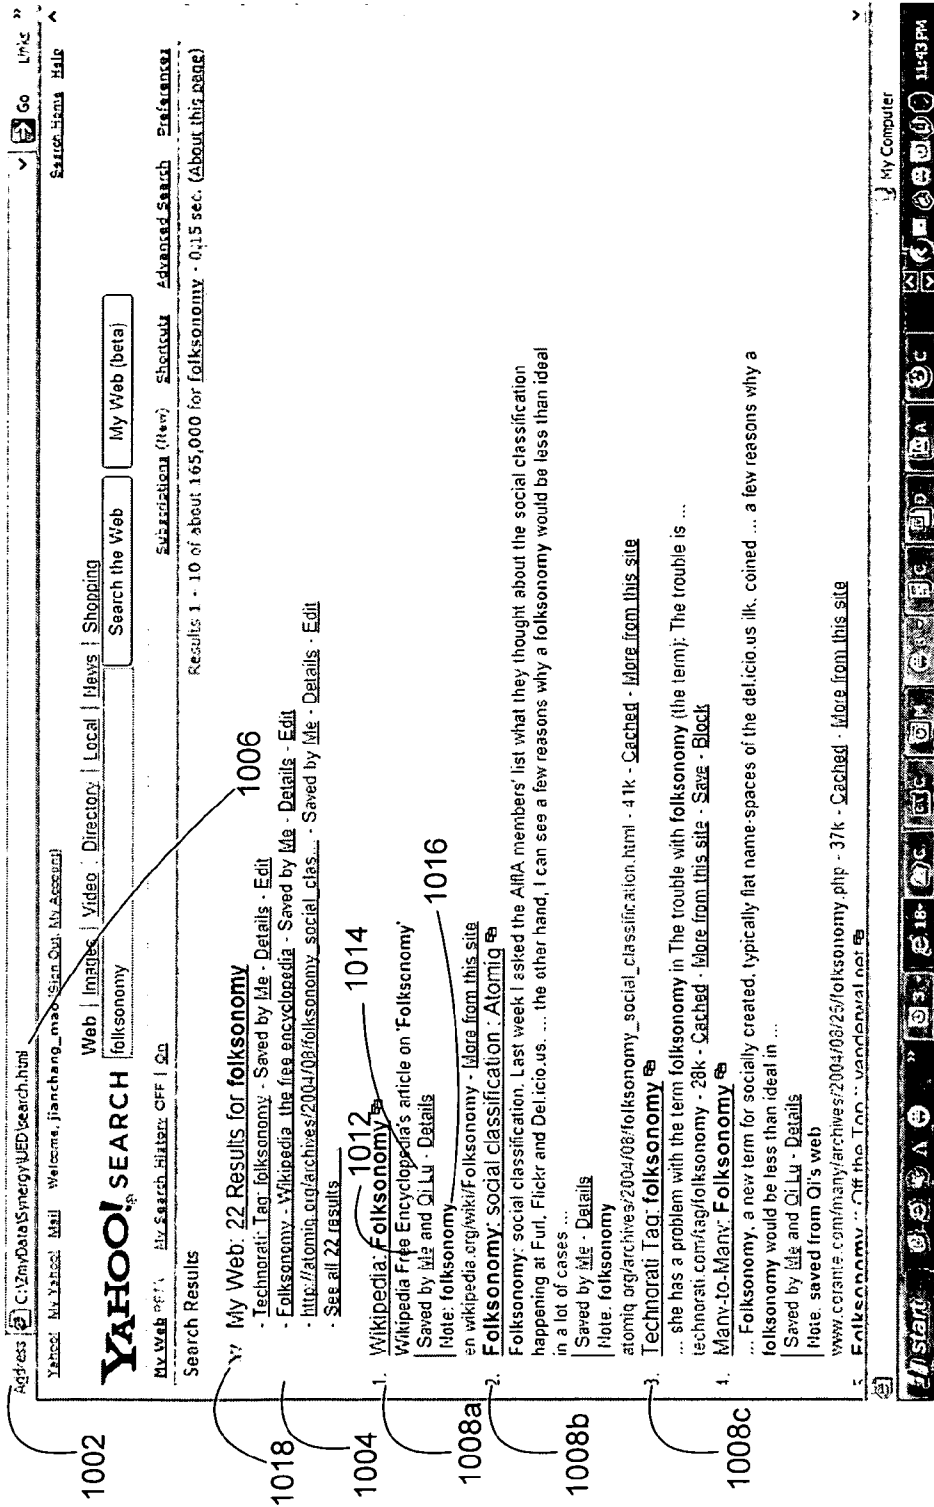 Address C:\ZmyData\Synergy\UED\search.html Go Links »
Yahoo! My Yahoo! Mail Welcome, jianchang_mao [Sign Out, My Account] Search Home Help
YAHOO! SEARCH
Web | Images | Video | Directory | Local | News | Shopping
folksonomy Search the Web My Web (beta)
My Web My Search History OFF | On Subscriptions (New) Shortcuts Advanced Search Preferences
Search Results Results 1 - 10 of about 165,000 for folksonomy - 0.15 sec. (About this page)
Y! My Web: 22 Results for folksonomy
- Technorati: Tag: folksonomy - Saved by Me - Details - Edit
- Folksonomy - Wikipedia, the free encyclopedia - Saved by Me - Details - Edit
- http://atomiq.org/archives/2004/08/folksonomy_social_clas... - Saved by Me - Details - Edit
- See all 22 results
1. Wikipedia: Folksonomy
Wikipedia Free Encyclopedia's article on 'Folksonomy'
Saved by Me and Qi Lu - Details
Note: folksonomy
en.wikipedia.org/wiki/Folksonomy - More from this site
2. Folksonomy: social classification : Atomiq
Folksonomy: social classification. Last week I asked the AIfIA members' list what they thought about the social classification
happening at Furl, Flickr and Del.icio.us. ... the other hand, I can see a few reasons why a folksonomy would be less than ideal
in a lot of cases ...
Saved by Me - Details
Note. folksonomy
atomiq.org/archives/2004/08/folksonomy_social_classification.html - 41k - Cached - More from this site
3. Technorati Tag: folksonomy
... she has a problem with the term folksonomy in The trouble with folksonomy (the term): The trouble is ...
technorati.com/tag/folksonomy - 28k - Cached - More from this site - Save - Block
4. Many-to-Many: Folksonomy
... Folksonomy, a new term for socially created, typically flat name-spaces of the del.icio.us ilk, coined ... a few reasons why a
folksonomy would be less than ideal in ...
Saved by Me and Qi Lu - Details
Note. saved from Qi's web
www.corante.com/many/archives/2004/08/25/folksonomy.php - 37k - Cached - More from this site
5. Folksonomy :: Off the Top :: vanderwal.net
My Computer
start » 18 C A C 11:43 PM
1002
1018
1004
1008a
1008b
1008c
1006
1012
1014
1016